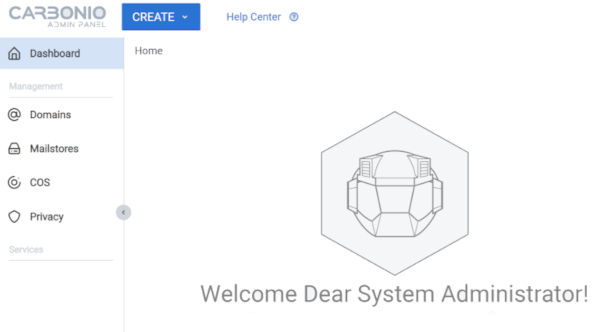 CARBONIO
ADMIN PANEL
CREATE
Help Center
Dashboard
Home
Management
Domains
Mailstores
COS
Privacy
Services
Welcome Dear System Administrator!